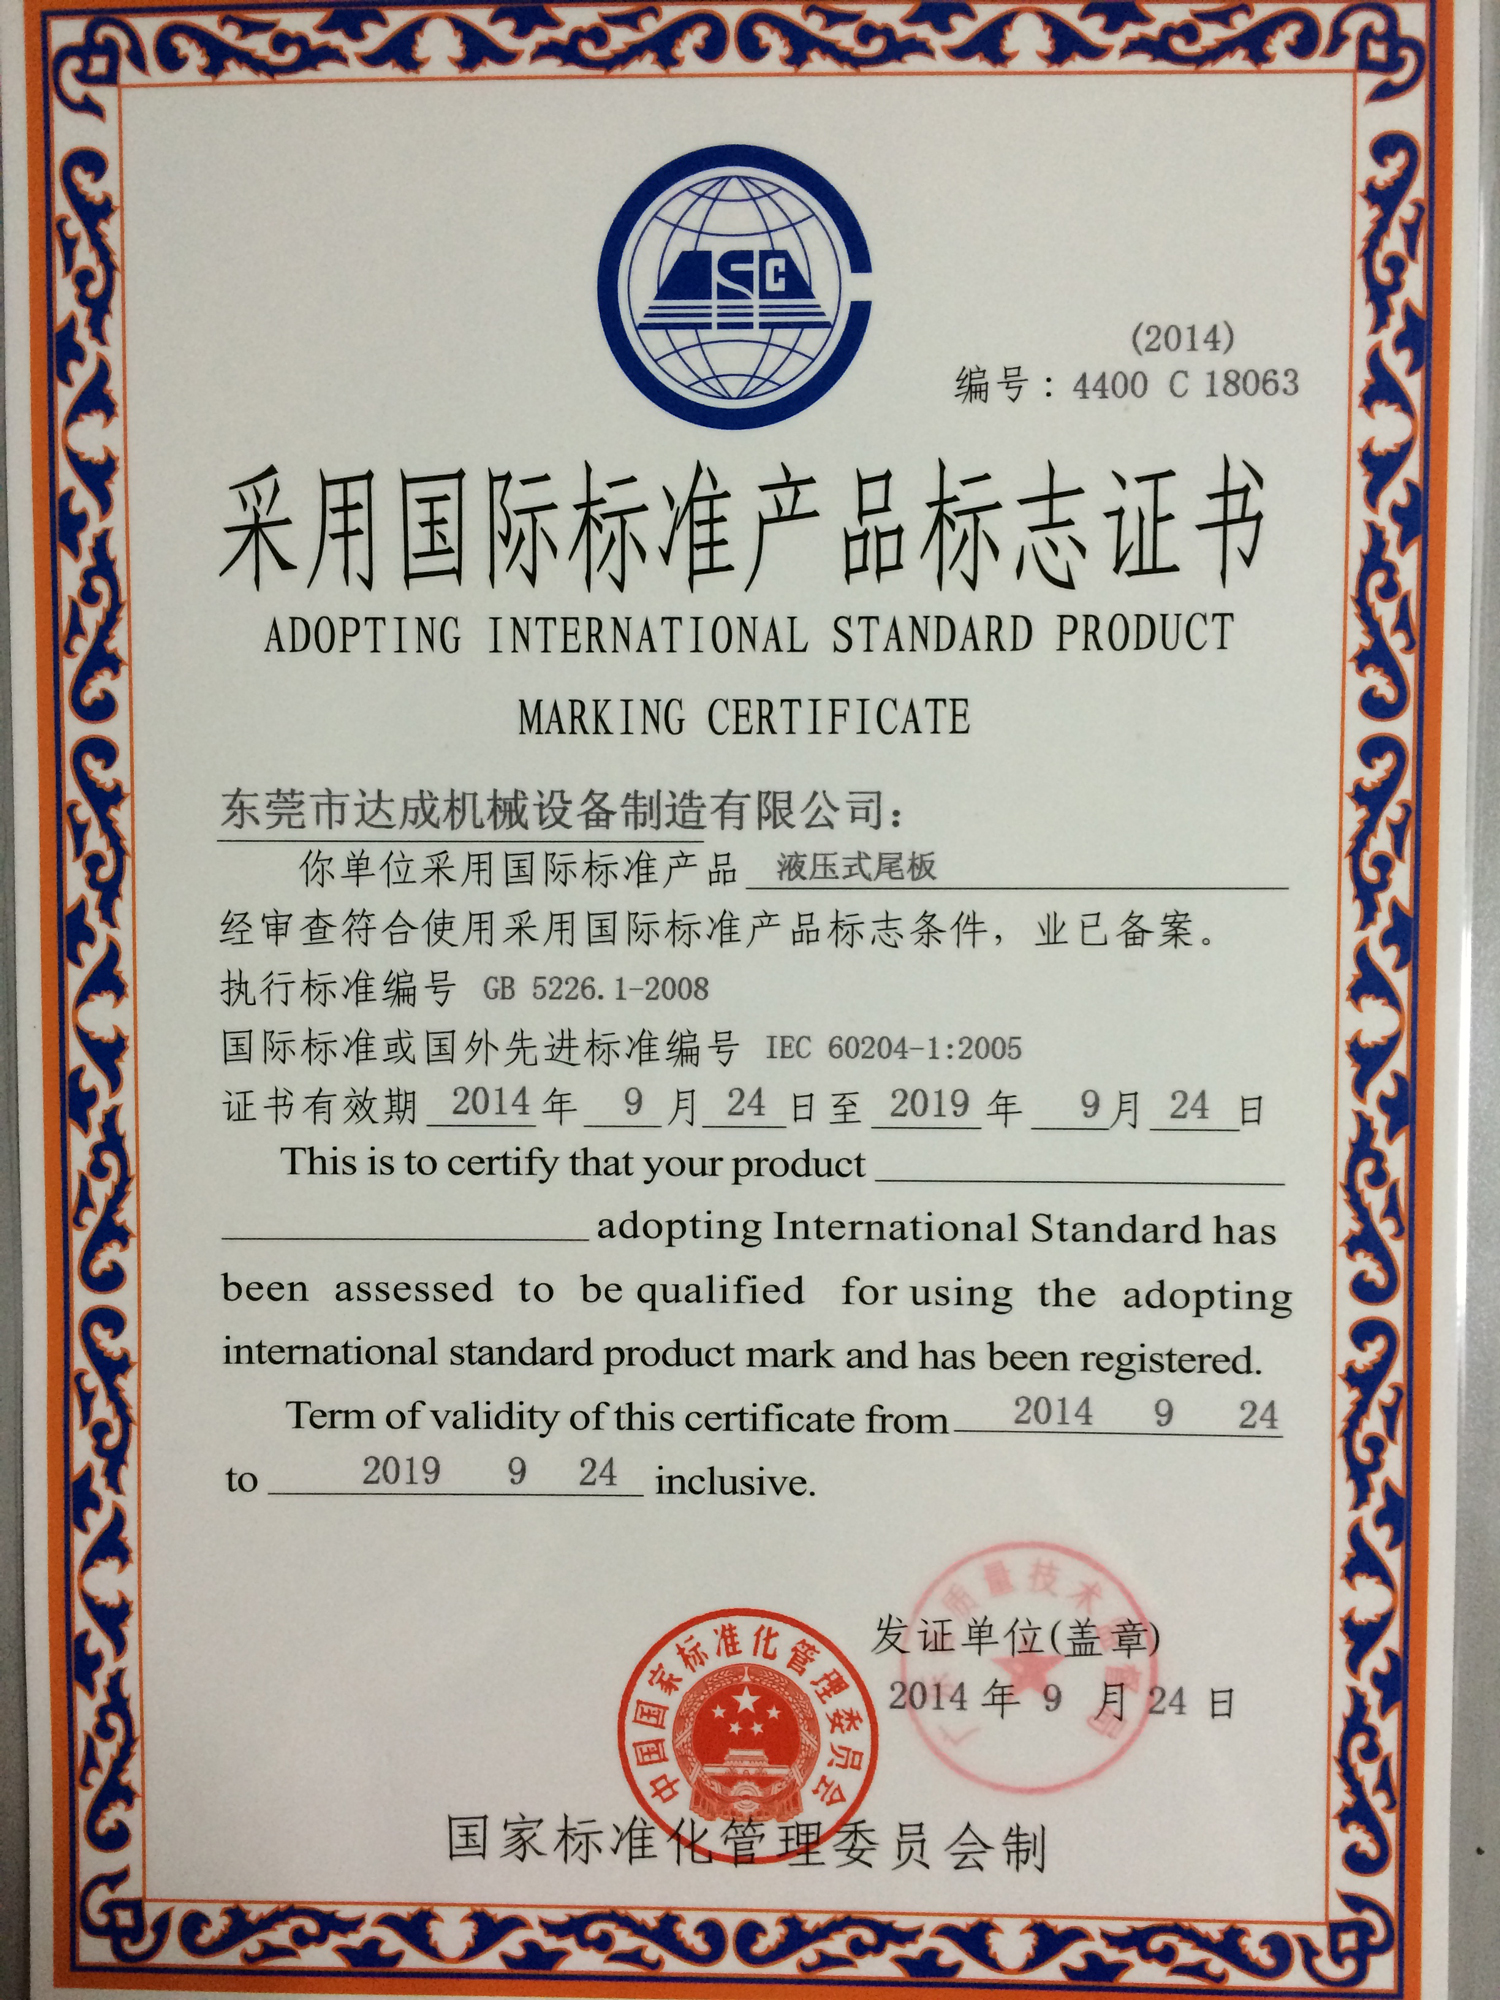 (2014)
编号：4400 C 18063
采用国际标准产品标志证书
ADOPTING INTERNATIONAL STANDARD PRODUCT
MARKING CERTIFICATE
东莞市达成机械设备制造有限公司：
你单位采用国际标准产品 液压式尾板
经审查符合使用采用国际标准产品标志条件，业已备案。
执行标准编号 GB 5226.1-2008
国际标准或国外先进标准编号 IEC 60204-1:2005
证书有效期 2014 年 9 月 24 日至 2019 年 9 月 24 日
This is to certify that your product
adopting International Standard has
been assessed to be qualified for using the adopting
international standard product mark and has been registered.
Term of validity of this certificate from 2014 9 24
to 2019 9 24 inclusive.
发证单位(盖章)
2014 年 9 月 24 日
中国国家标准化管理委员会
国家标准化管理委员会制